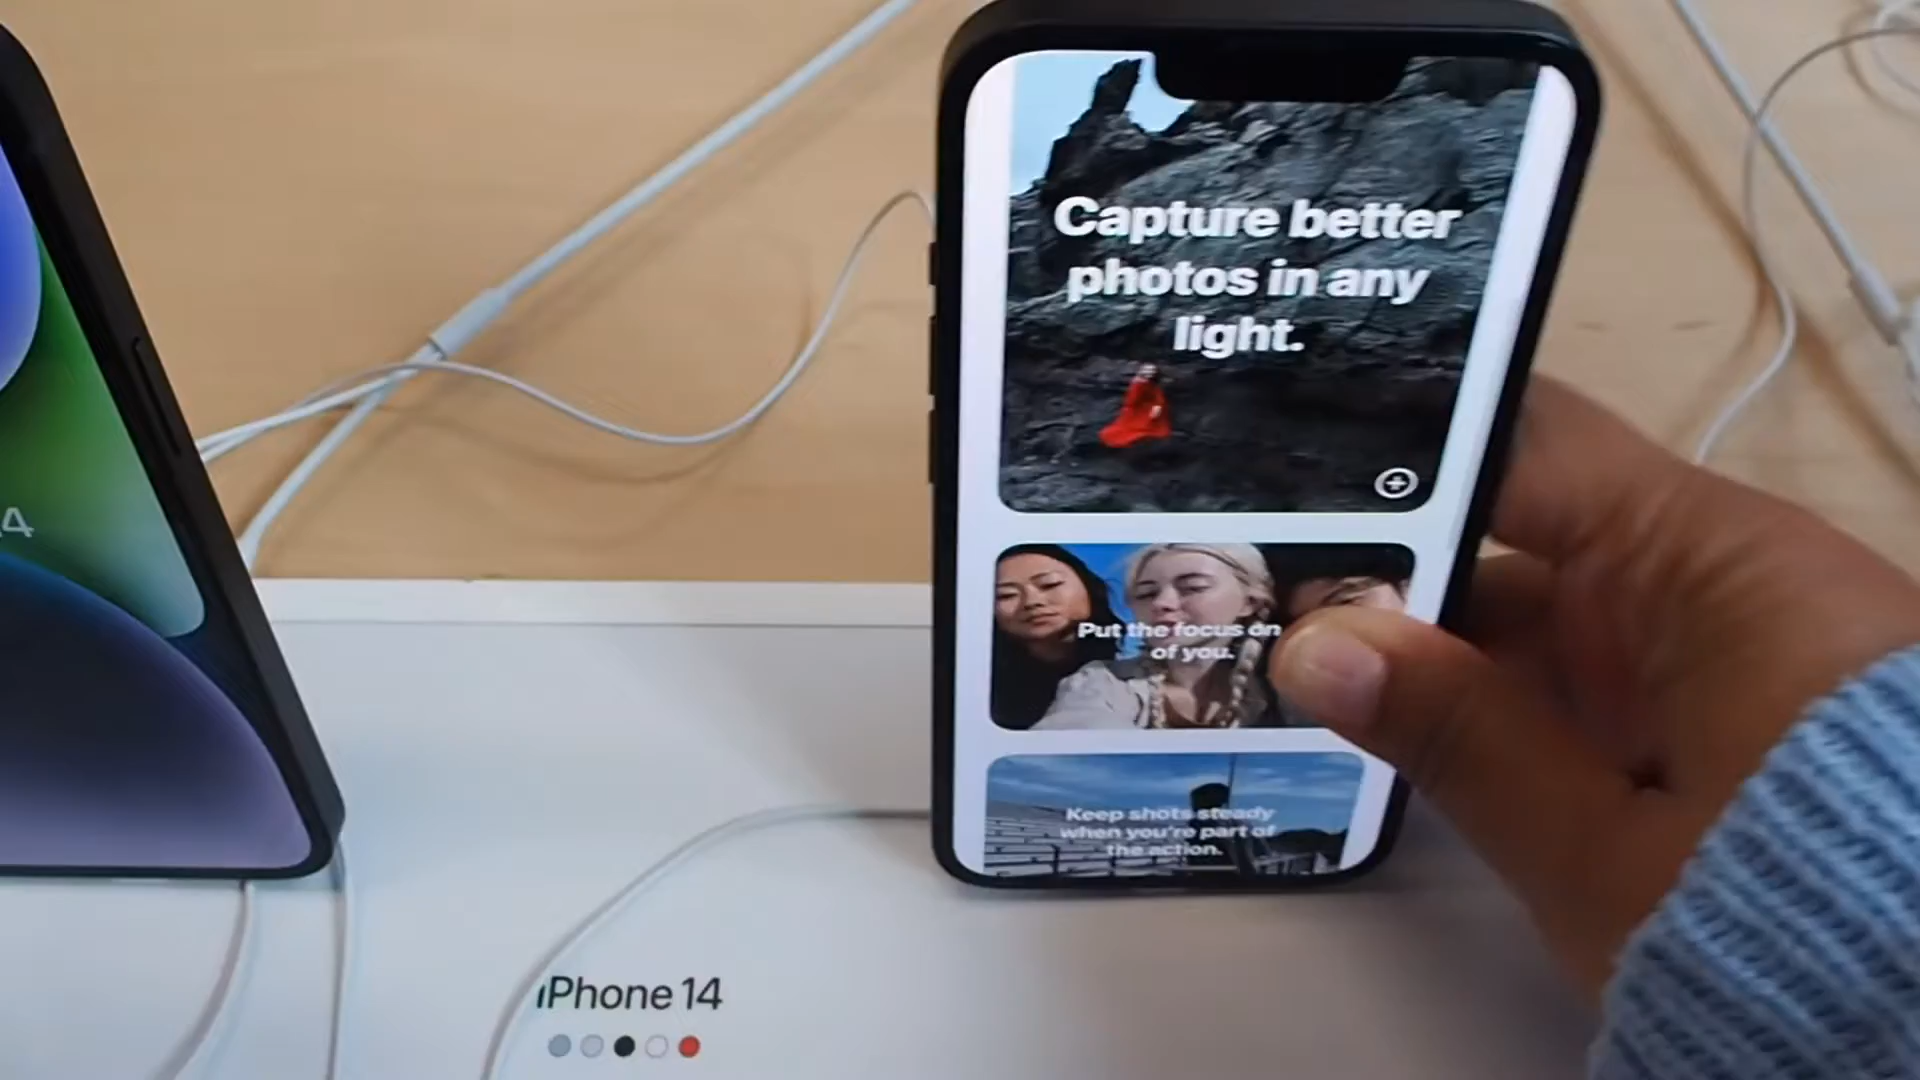 Capture better
photos in any
light.
4
Put the focus on
of you.
Keep shots steady
when you're part of
the action.
iPhone 14